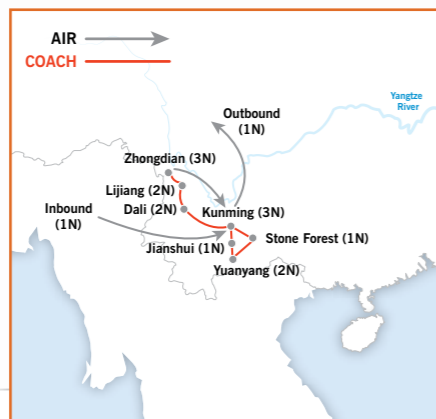 AIR
COACH
Yangtze
River
Outbound
(1N)
Zhongdian (3N)
Lijiang (2N)
Dali (2N)
Kunming (3N)
Inbound
(1N)
Jianshui (1N)
Stone Forest (1N)
Yuanyang (2N)